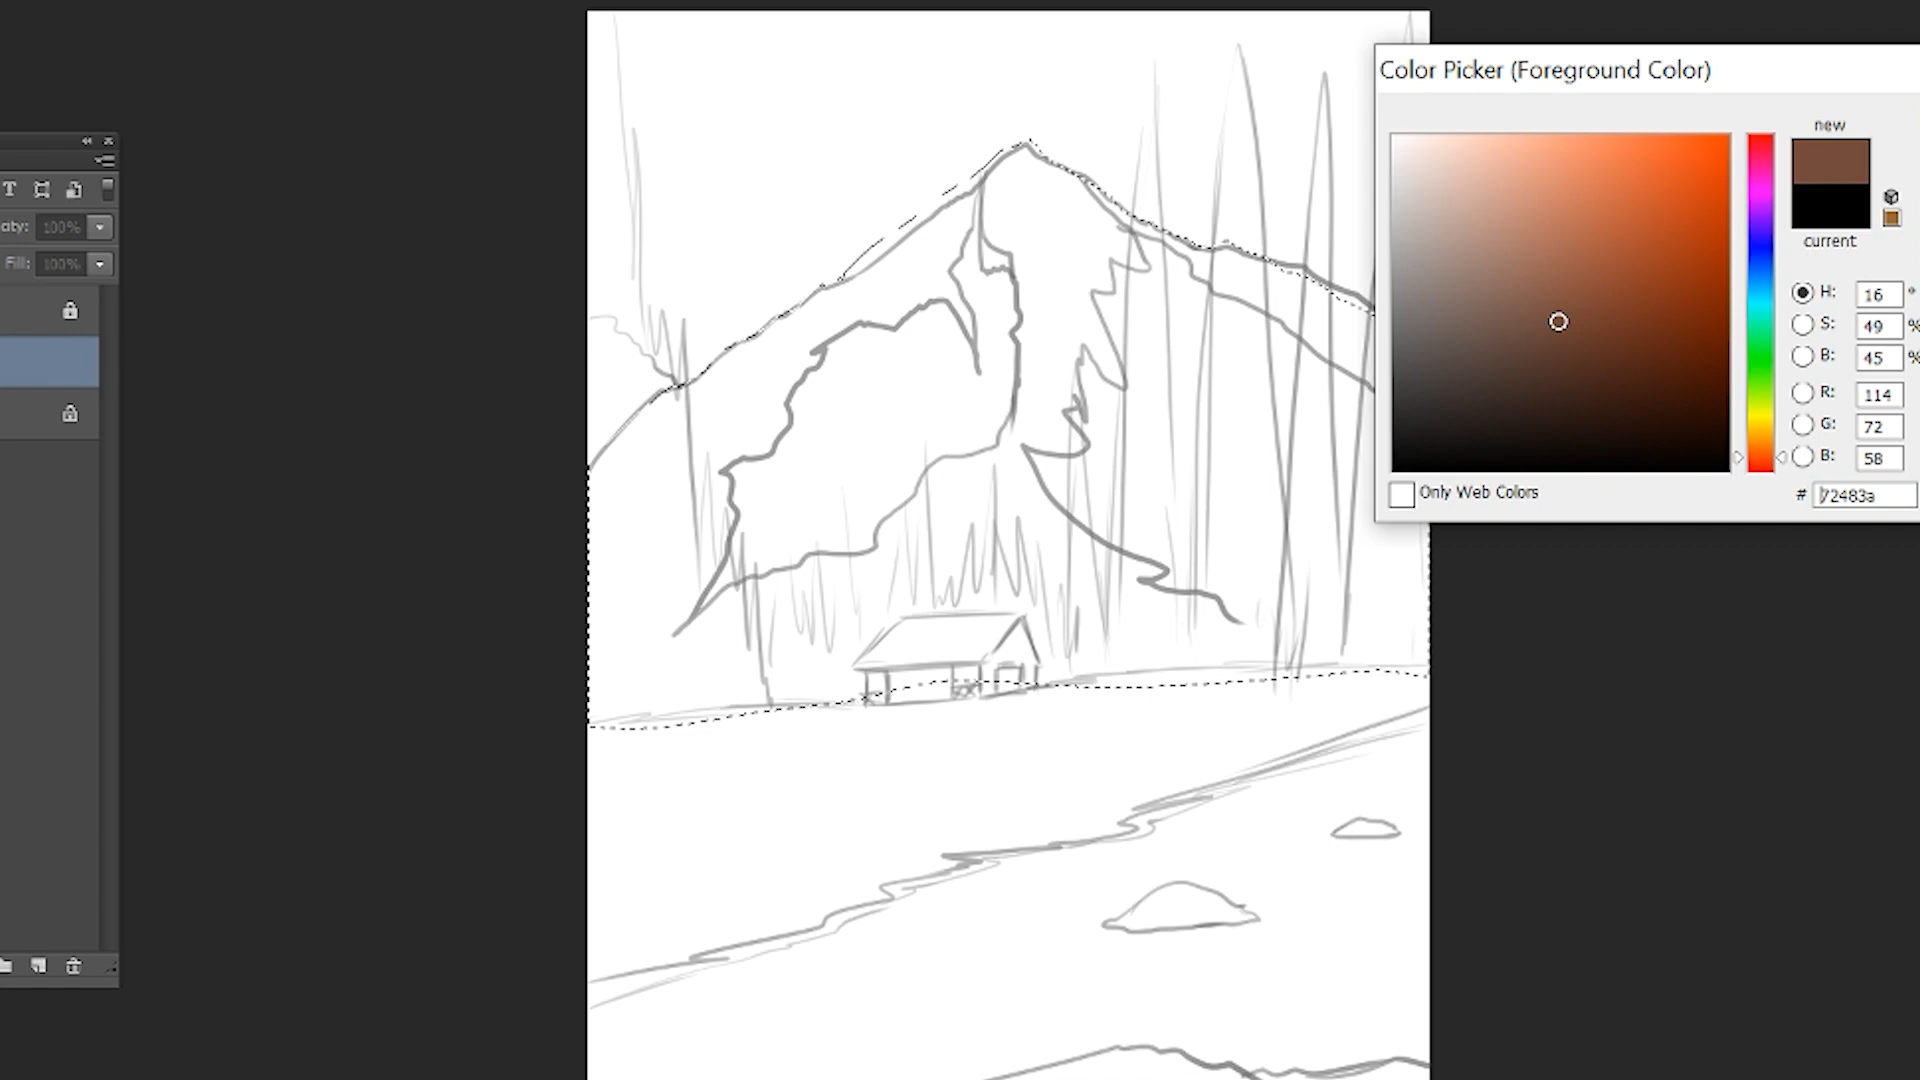 Color Picker (Foreground Color)
new
current
T
acity: 100%
Fill: 100%
H: 16 °
S: 49 %
B: 45 %
R: 114
G: 72
B: 58
Only Web Colors
# 72483a